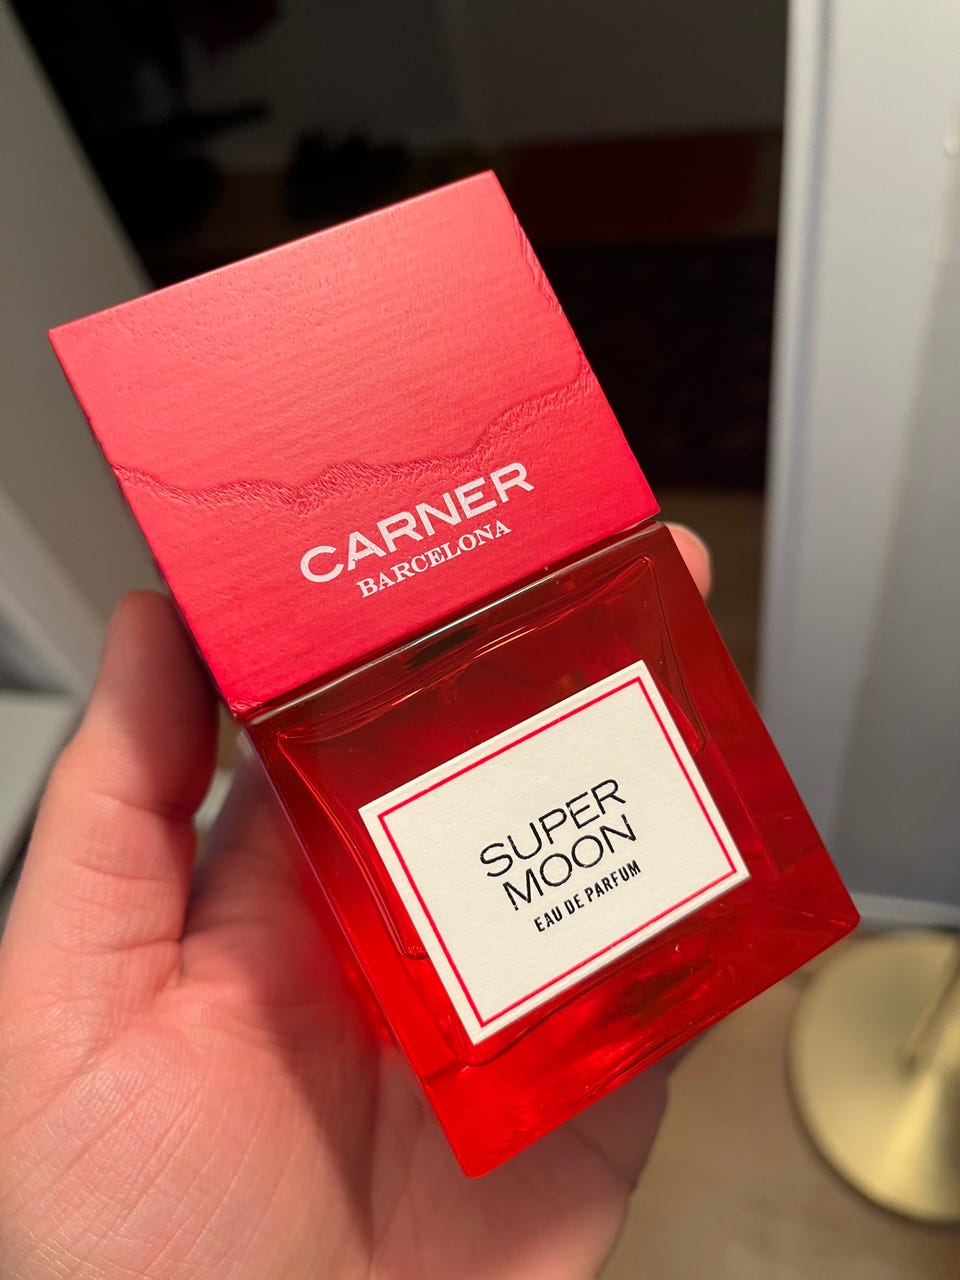 CARNER
BARCELONA
SUPER
MOON
EAU DE PARFUM